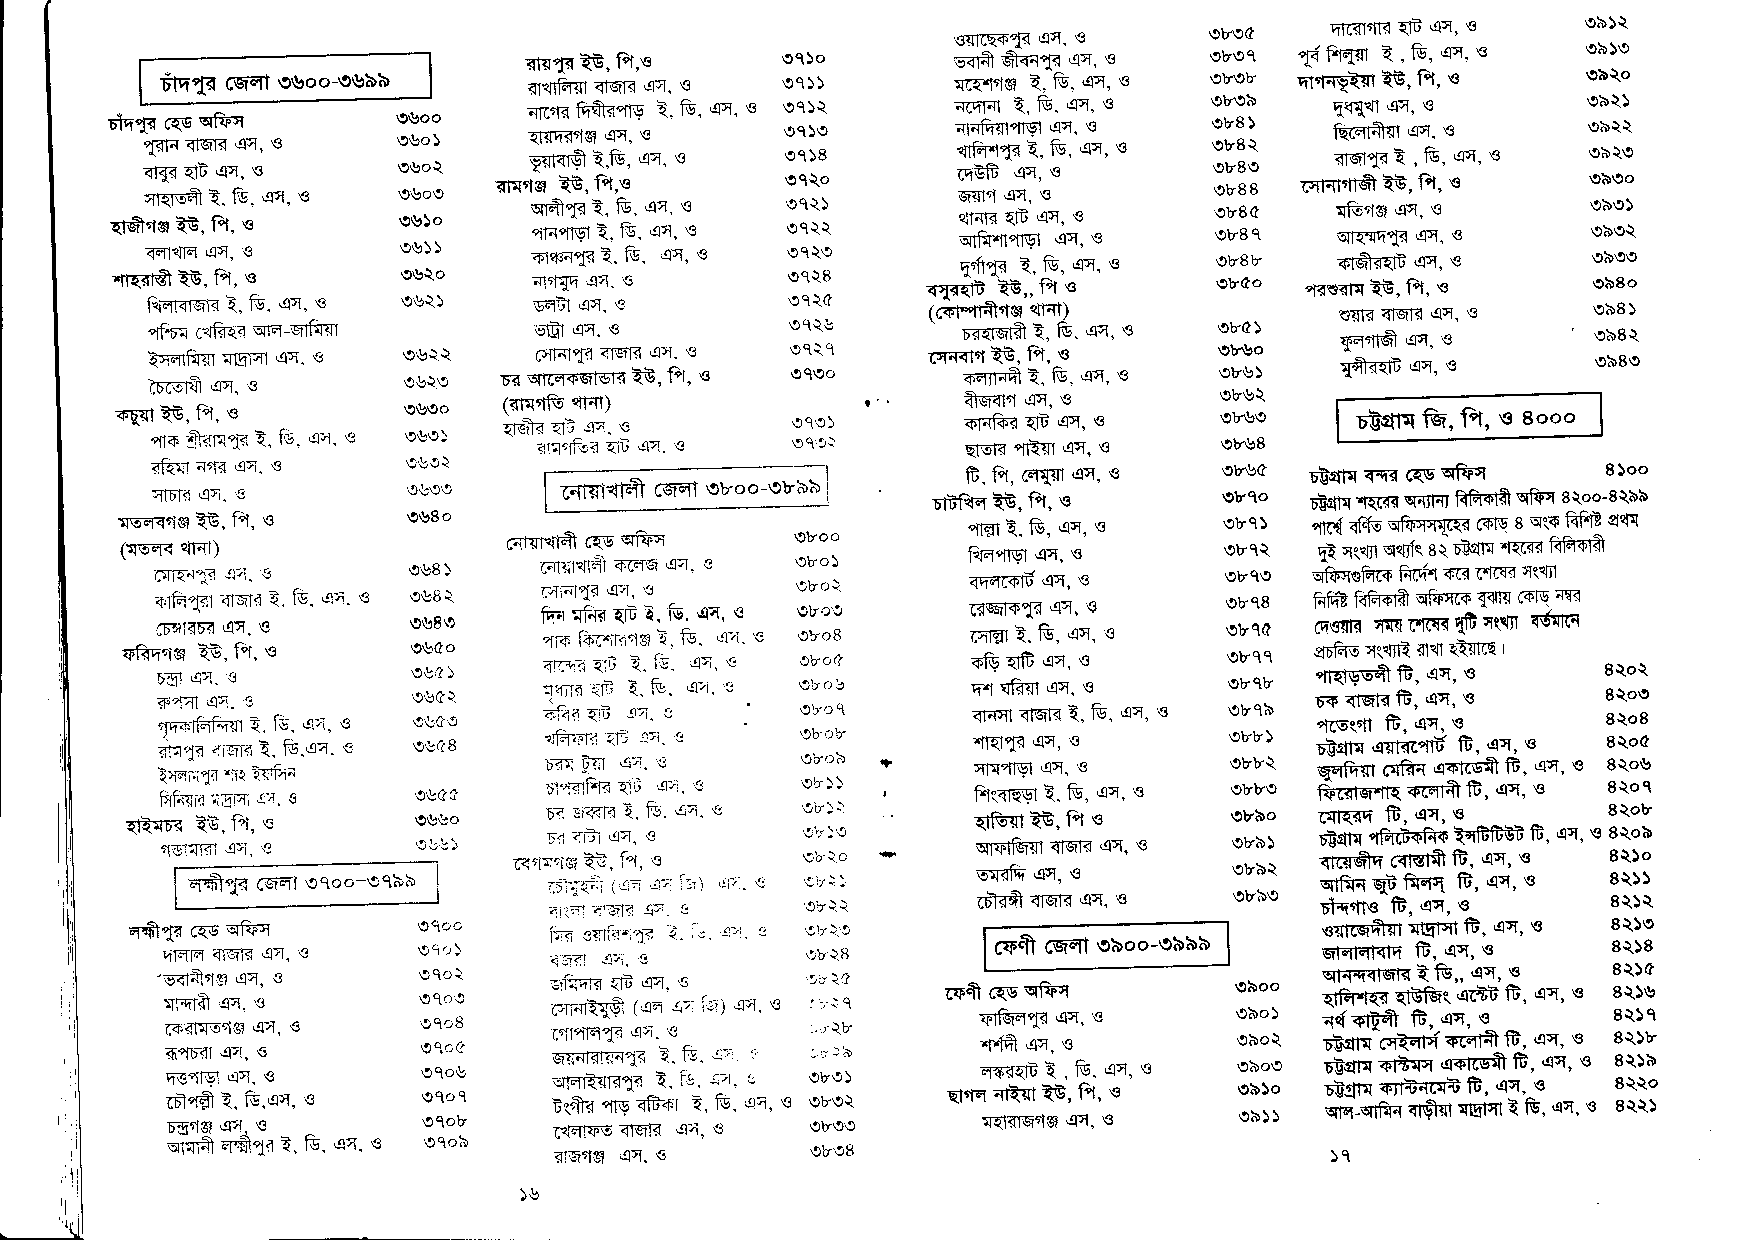 চাঁদপুর জেলা ৩৬০০-৩৬৯৯
চাঁদপুর হেড অফিস ৩৬০০
পুরান বাজার এস, ও ৩৬০১
বাবুর হাট এস, ও ৩৬০২
সাহাতলী ই, ডি, এস, ও ৩৬০৩
হাজীগঞ্জ ইউ, পি, ও ৩৬১০
বলাখাল এস, ও ৩৬১১
শাহরাস্তী ইউ, পি, ও ৩৬২০
খিলাবাজার ই, ডি, এস, ও ৩৬২১
পশ্চিম খেরিহর আল-জামিয়া
ইসলামিয়া মাদ্রাসা এস. ও ৩৬২২
চৈতোষী এস, ও ৩৬২৩
কচুয়া ইউ, পি, ও ৩৬৩০
পাক শ্রীরামপুর ই, ডি, এস, ও ৩৬৩১
রহিমা নগর এস. ও ৩৬৩২
সাচার এস, ও ৩৬৩৩
মতলবগঞ্জ ইউ, পি, ও ৩৬৪০
(মতলব থানা)
মোহনপুর এস, ও ৩৬৪১
কালিপুরা বাজার ই. ডি, এস. ও ৩৬৪২
চেঙ্গারচর এস, ও ৩৬৪৩
ফরিদগঞ্জ ইউ, পি, ও ৩৬৫০
চন্দ্রা এস, ও ৩৬৫১
রুপসা এস. ও ৩৬৫২
গৃদকালিন্দিয়া ই, ডি, এস, ও ৩৬৫৩
রামপুর বাজার ই, ডি,এস. ও ৩৬৫৪
ইসলামপুর শাহ ইয়াসিন
সিনিয়র মাদ্রাসা এস, ও ৩৬৫৫
হাইমচর ইউ, পি, ও ৩৬৬০
গন্ডামারা এস, ও ৩৬৬১
লক্ষীপুর জেলা ৩৭০০-৩৭৯৯
লক্ষীপুর হেড অফিস ৩৭০০
দালাল বাজার এস, ও ৩৭০১
ভবানীগঞ্জ এস, ও ৩৭০২
মান্দারী এস, ও ৩৭০৩
কেরামতগঞ্জ এস, ও ৩৭০৪
রূপচরা এস, ও ৩৭০৫
দত্তপাড়া এস, ও ৩৭০৬
চৌপল্লী ই, ডি,এস, ও ৩৭০৭
চন্দ্রগঞ্জ এস, ও ৩৭০৮
আমানী লক্ষীপুর ই, ডি, এস, ও ৩৭০৯
রায়পুর ইউ, পি,ও ৩৭১০
রাখালিয়া বাজার এস, ও ৩৭১১
নাগের দিঘীরপাড় ই, ডি, এস, ও ৩৭১২
হায়দরগঞ্জ এস, ও ৩৭১৩
ভূয়াবাড়ী ই,ডি, এস, ও ৩৭১৪
রামগঞ্জ ইউ, পি,ও ৩৭২০
আলীপুর ই, ডি, এস, ও ৩৭২১
পানপাড়া ই, ডি, এস, ও ৩৭২২
কাঞ্চনপুর ই. ডি, এস, ও ৩৭২৩
নাগমুদ এস, ও ৩৭২৪
ডলটা এস, ও ৩৭২৫
ভাট্রা এস. ও ৩৭২৬
সোনাপুর বাজার এস. ও ৩৭২৭
চর আলেকজান্ডার ইউ, পি, ও ৩৭৩০
(রামগতি থানা)
হাজীর হাট এস, ও ৩৭৩১
রামগতির হাট এস. ও ৩৭৩২
নোয়াখালী জেলা ৩৮০০-৩৮৯৯
নোয়াখালী হেড অফিস ৩৮০০
নোয়াখালী কলেজ এস, ও ৩৮০১
সোনাপুর এস, ও ৩৮০২
দিন মনির হাট ই, ডি, এস, ও ৩৮০৩
পাক কিশোরগঞ্জ ই, ডি, এস. ও ৩৮০৪
বান্দের হাট ই. ডি, এস, ও ৩৮০৫
মৃধ্যার হাট ই, ডি, এস, ও ৩৮০৬
কবির হাট এস, ও ৩৮০৭
খলিফার হাট এস, ও ৩৮০৮
চরম টুয়া এস. ও ৩৮০৯
চাপরাশির হাট এস, ও ৩৮১১
চর জব্বার ই, ডি, এস, ও ৩৮১২
চর বাটা এস, ও ৩৮১৩
বেগমগঞ্জ ইউ, পি, ও ৩৮২০
চৌমুহনী (এল এস জি) এস, ও ৩৮২১
বাংলা বাজার এস. ও ৩৮২২
মির ওয়ারিশপুর ই. ডি, এস, ও ৩৮২৩
বজরা এস, ও ৩৮২৪
জমিদার হাট এস, ও ৩৮২৫
সোনাইমুড়ী (এল এস জি) এস, ও ৩৮২৭
গোপালপুর এস. ও ৩৮২৮
জয়নারায়নপুর ই, ডি, এস, ও ৩৮২৯
আলাইয়ারপুর ই, ডি, এস, ও ৩৮৩১
টংগীর পাড় বটিকা ই, ডি, এস, ও ৩৮৩২
খেলাফত বাজার এস, ও ৩৮৩৩
রাজগঞ্জ এস. ও ৩৮৩৪
১৬
ওয়াছেকপুর এস. ও ৩৮৩৫
ভবানী জীবনপুর এস, ও ৩৮৩৭
মহেশগঞ্জ ই, ডি, এস, ও ৩৮৩৮
নদোনা ই, ডি. এস, ও ৩৮৩৯
নানদিয়াপাড়া এস, ও ৩৮৪১
খালিশপুর ই, ডি, এস, ও ৩৮৪২
দেউটি এস, ও ৩৮৪৩
জয়াগ এস, ও ৩৮৪৪
থানার হাট এস, ও ৩৮৪৫
আমিশাপাড়া এস, ও ৩৮৪৭
দুর্গাপুর ই, ডি, এস, ও ৩৮৪৮
বসুরহাট ইউ,, পি ও ৩৮৫০
(কোম্পানীগঞ্জ থানা)
চরহাজারী ই, ডি, এস, ও ৩৮৫১
সেনবাগ ইউ, পি, ও ৩৮৬০
কল্যানদী ই, ডি, এস, ও ৩৮৬১
বীজবাগ এস, ও ৩৮৬২
কানকির হাট এস, ও ৩৮৬৩
ছাতার পাইয়া এস, ও ৩৮৬৪
টি, পি, লেমুয়া এস, ও ৩৮৬৫
চাটখিল ইউ, পি, ও ৩৮৭০
পাল্লা ই, ডি, এস, ও ৩৮৭১
খিলপাড়া এস, ও ৩৮৭২
বদলকোর্ট এস, ও ৩৮৭৩
রেজ্জাকপুর এস, ও ৩৮৭৪
সোল্লা ই. ডি, এস, ও ৩৮৭৫
কড়ি হাটি এস, ও ৩৮৭৭
দশ ঘরিয়া এস, ও ৩৮৭৮
বানসা বাজার ই, ডি, এস, ও ৩৮৭৯
শাহাপুর এস, ও ৩৮৮১
সামপাড়া এস, ও ৩৮৮২
শিংবাহুড়া ই, ডি, এস, ও ৩৮৮৩
হাতিয়া ইউ, পি ও ৩৮৯০
আফাজিয়া বাজার এস, ও ৩৮৯১
তমরদ্দি এস, ও ৩৮৯২
চৌরঙ্গী বাজার এস, ও ৩৮৯৩
ফেণী জেলা ৩৯০০-৩৯৯৯
ফেণী হেড অফিস ৩৯০০
ফাজিলপুর এস, ও ৩৯০১
শর্শদী এস, ও ৩৯০২
লস্করহাট ই , ডি, এস, ও ৩৯০৩
ছাগল নাইয়া ইউ, পি, ও ৩৯১০
মহারাজগঞ্জ এস, ও ৩৯১১
দারোগার হাট এস, ও ৩৯১২
পূর্ব শিলুয়া ই , ডি, এস, ও ৩৯১৩
দাগনভূইয়া ইউ, পি, ও ৩৯২০
দুধমুখা এস, ও ৩৯২১
ছিলোনীয়া এস, ও ৩৯২২
রাজাপুর ই , ডি, এস, ও ৩৯২৩
সোনাগাজী ইউ, পি, ও ৩৯৩০
মতিগঞ্জ এস, ও ৩৯৩১
আহম্মদপুর এস, ও ৩৯৩২
কাজীরহাট এস, ও ৩৯৩৩
পরশুরাম ইউ, পি, ও ৩৯৪০
শুয়ার বাজার এস, ও ৩৯৪১
ফুলগাজী এস, ও ৩৯৪২
মুন্সীরহাট এস, ও ৩৯৪৩
চট্টগ্রাম জি, পি, ও ৪০০০
চট্টগ্রাম বন্দর হেড অফিস ৪১০০
চট্টগ্রাম শহরের অন্যান্য বিলিকারী অফিস ৪২০০-৪২৯৯
পার্শ্বে বর্ণিত অফিসসমূহের কোড ৪ অংক বিশিষ্ট প্রথম
দুই সংখ্যা অর্থ্যাৎ ৪২ চট্টগ্রাম শহরের বিলিকারী
অফিসগুলিকে নির্দেশ করে শেষের সংখ্যা
নির্দিষ্ট বিলিকারী অফিসকে বুঝায় কোড নম্বর
দেওয়ার সময় শেষের দুটি সংখ্যা বর্তমানে
প্রচলিত সংখ্যাই রাখা হইয়াছে।
পাহাড়তলী টি, এস, ও ৪২০২
চক বাজার টি, এস, ও ৪২০৩
পতেংগা টি, এস, ও ৪২০৪
চট্টগ্রাম এয়ারপোর্ট টি, এস, ও ৪২০৫
জুলদিয়া মেরিন একাডেমী টি, এস, ও ৪২০৬
ফিরোজশাহ কলোনী টি, এস, ও ৪২০৭
মোহরদ টি, এস, ও ৪২০৮
চট্টগ্রাম পলিটেকনিক ইন্সটিটিউট টি, এস, ও ৪২০৯
বায়েজীদ বোস্তামী টি, এস, ও ৪২১০
আমিন জুট মিলস্ টি, এস, ও ৪২১১
চাঁন্দগাও টি, এস, ও ৪২১২
ওয়াজেদীয়া মাদ্রাসা টি, এস, ও ৪২১৩
জালালাবাদ টি, এস, ও ৪২১৪
আনন্দবাজার ই ডি,, এস, ও ৪২১৫
হালিশহর হাউজিং এস্টেট টি, এস, ও ৪২১৬
নর্থ কাট্টলী টি, এস, ও ৪২১৭
চট্টগ্রাম সেইলার্স কলোনী টি, এস, ও ৪২১৮
চট্টগ্রাম কাস্টমস একাডেমী টি, এস, ও ৪২১৯
চট্টগ্রাম ক্যান্টনমেন্ট টি, এস, ও ৪২২০
আল-আমিন বাড়ীয়া মাদ্রাসা ই ডি, এস, ও ৪২২১
১৭